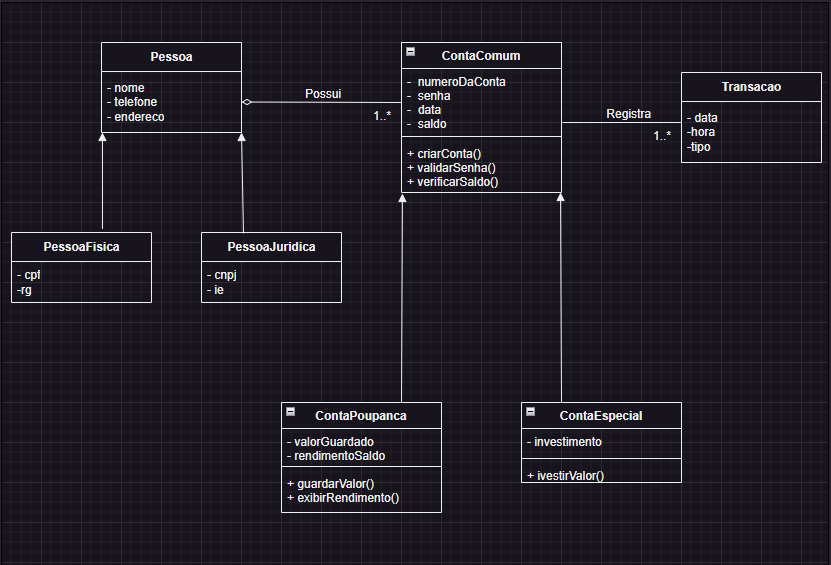 Pessoa
- nome
- telefone
- endereco
Possui
1..*
ContaComum
- numeroDaConta
- senha
- data
- saldo
+ criarConta()
+ validarSenha()
+ verificarSaldo()
Registra
1..*
Transacao
- data
-hora
-tipo
PessoaFisica
- cpf
-rg
PessoaJuridica
- cnpj
- ie
ContaPoupanca
- valorGuardado
- rendimentoSaldo
+ guardarValor()
+ exibirRendimento()
ContaEspecial
- investimento
+ ivestirValor()